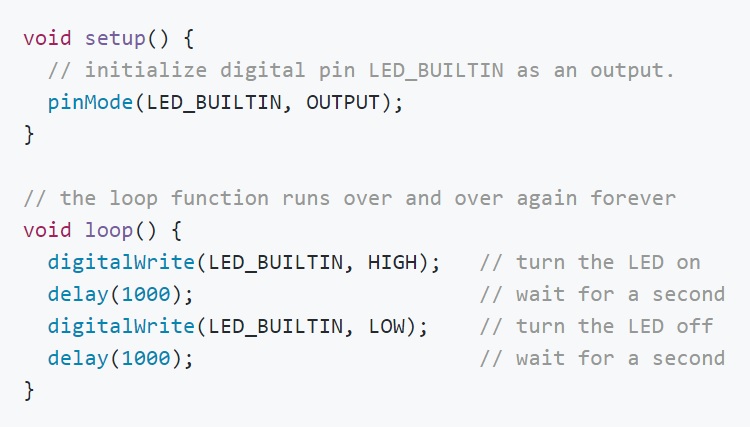 void setup() {
  // initialize digital pin LED_BUILTIN as an output.
  pinMode(LED_BUILTIN, OUTPUT);
}

// the loop function runs over and over again forever
void loop() {
  digitalWrite(LED_BUILTIN, HIGH);   // turn the LED on
  delay(1000);                       // wait for a second
  digitalWrite(LED_BUILTIN, LOW);    // turn the LED off
  delay(1000);                       // wait for a second
}